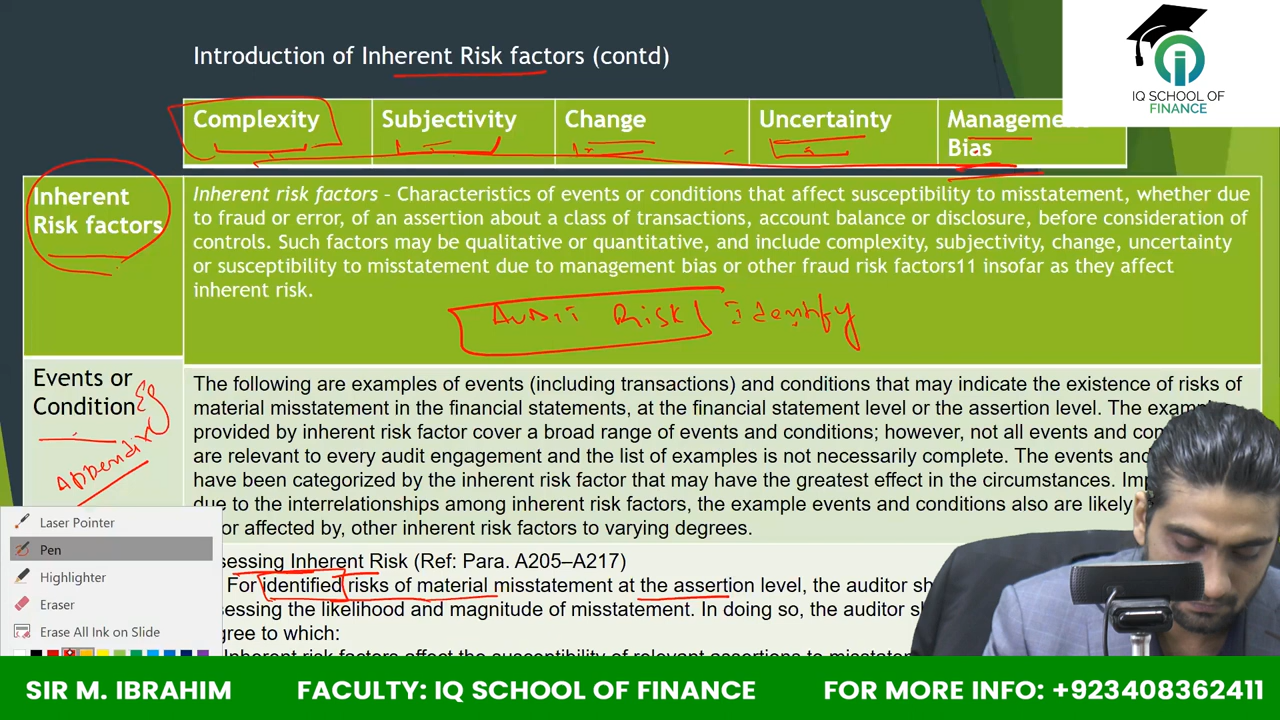 Introduction of Inherent Risk factors (contd)
IQ SCHOOL OF
FINANCE
Complexity
Subjectivity
Change
Uncertainty
Management
Bias
Inherent
Risk factors
Inherent risk factors – Characteristics of events or conditions that affect susceptibility to misstatement, whether due
to fraud or error, of an assertion about a class of transactions, account balance or disclosure, before consideration of
controls. Such factors may be qualitative or quantitative, and include complexity, subjectivity, change, uncertainty
or susceptibility to misstatement due to management bias or other fraud risk factors11 insofar as they affect
inherent risk.
Audit Risk identify
Events or
Condition
Appendix
The following are examples of events (including transactions) and conditions that may indicate the existence of risks of
material misstatement in the financial statements, at the financial statement level or the assertion level. The
provided by inherent risk factor cover a broad range of events and conditions; however, not all events and
are relevant to every audit engagement and the list of examples is not necessarily complete. The events and
have been categorized by the inherent risk factor that may have the greatest effect in the circumstances.
due to the interrelationships among inherent risk factors, the example events and conditions also are likely
or affected by, other inherent risk factors to varying degrees.
Laser Pointer
Pen
Highlighter
Eraser
Erase All Ink on Slide
Inherent Risk (Ref: Para. A205–A217)
For identified risks of material misstatement at the assertion level, the auditor
the likelihood and magnitude of misstatement. In doing so, the auditor
to which:
Inherent risk factors affect the susceptibility of relevant assertions to
SIR M. IBRAHIM
FACULTY: IQ SCHOOL OF FINANCE
FOR MORE INFO: +923408362411